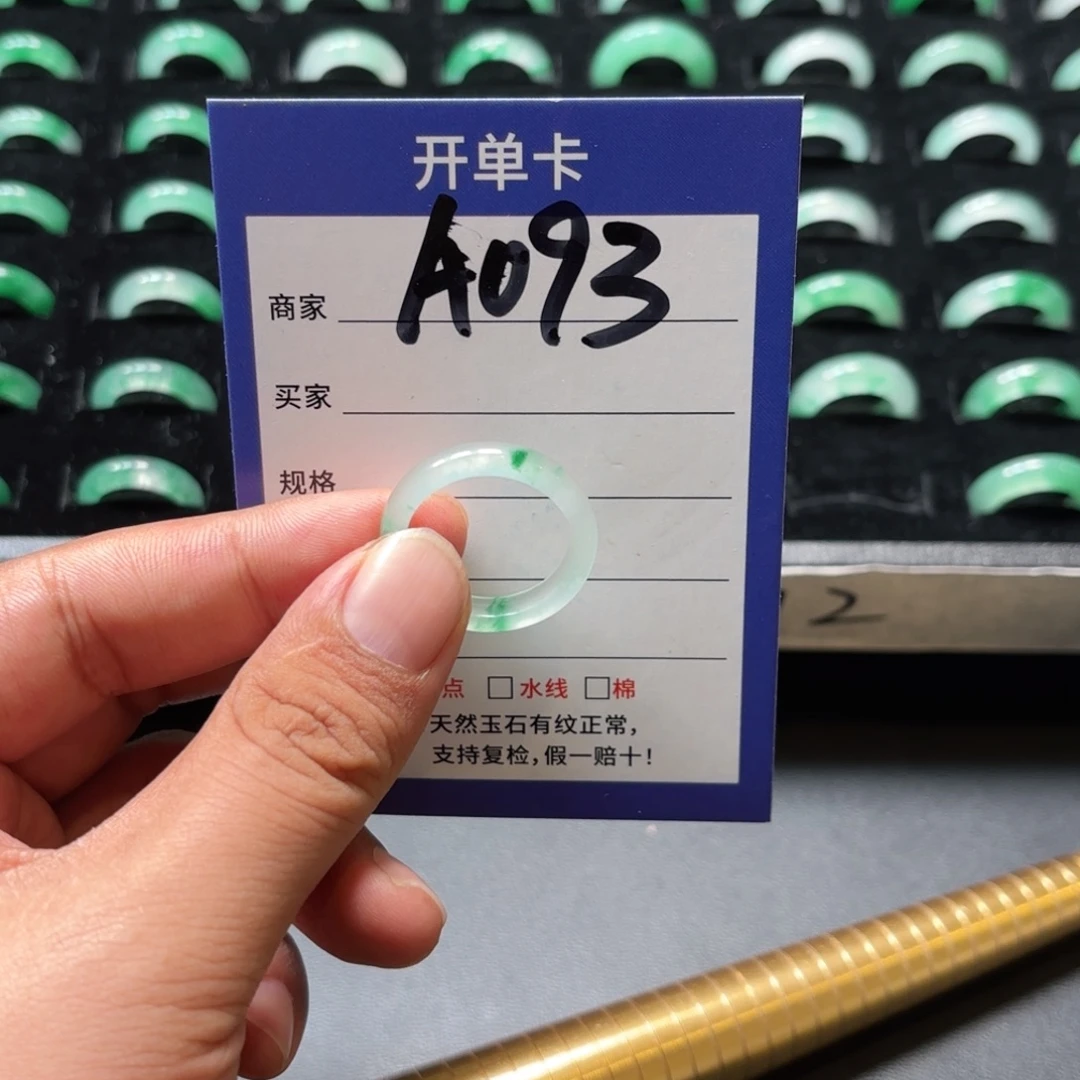 开单卡
A093
商家
买家
规格
点 □水线 □棉
天然玉石有纹正常，
支持复检，假一赔十！
2